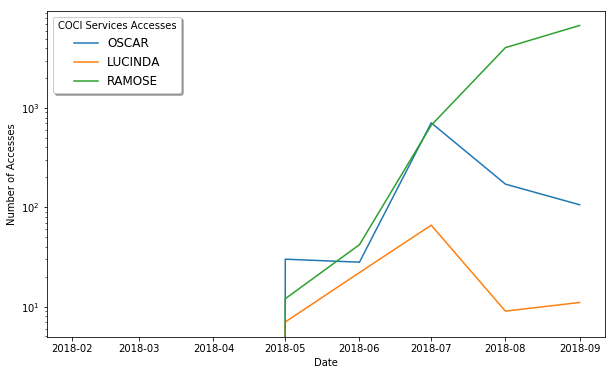 COCI Services Accesses
OSCAR
LUCINDA
RAMOSE
Number of Accesses
10³
10²
10¹
2018-02 2018-03 2018-04 2018-05 2018-06 2018-07 2018-08 2018-09
Date